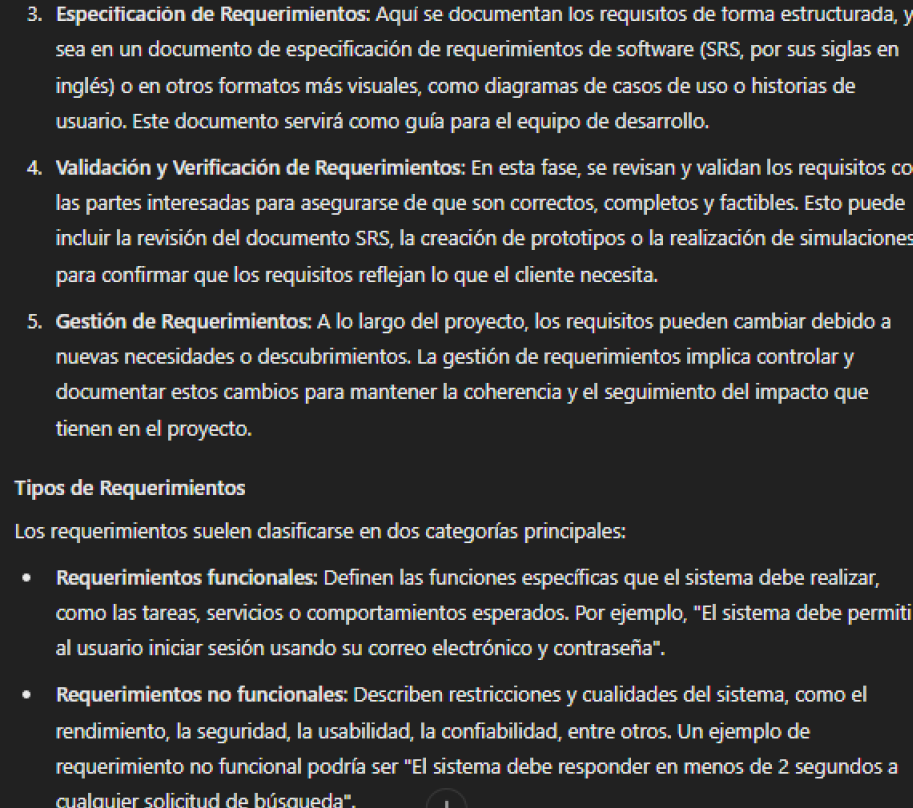 3. Especificación de Requerimientos: Aquí se documentan los requisitos de forma estructurada, y
sea en un documento de especificación de requerimientos de software (SRS, por sus siglas en
inglés) o en otros formatos más visuales, como diagramas de casos de uso o historias de
usuario. Este documento servirá como guía para el equipo de desarrollo.
4. Validación y Verificación de Requerimientos: En esta fase, se revisan y validan los requisitos co
las partes interesadas para asegurarse de que son correctos, completos y factibles. Esto puede
incluir la revisión del documento SRS, la creación de prototipos o la realización de simulaciones
para confirmar que los requisitos reflejan lo que el cliente necesita.
5. Gestión de Requerimientos: A lo largo del proyecto, los requisitos pueden cambiar debido a
nuevas necesidades o descubrimientos. La gestión de requerimientos implica controlar y
documentar estos cambios para mantener la coherencia y el seguimiento del impacto que
tienen en el proyecto.
Tipos de Requerimientos
Los requerimientos suelen clasificarse en dos categorías principales:
• Requerimientos funcionales: Definen las funciones específicas que el sistema debe realizar,
como las tareas, servicios o comportamientos esperados. Por ejemplo, "El sistema debe permiti
al usuario iniciar sesión usando su correo electrónico y contraseña".
• Requerimientos no funcionales: Describen restricciones y cualidades del sistema, como el
rendimiento, la seguridad, la usabilidad, la confiabilidad, entre otros. Un ejemplo de
requerimiento no funcional podría ser "El sistema debe responder en menos de 2 segundos a
cualquier solicitud de búsqueda".